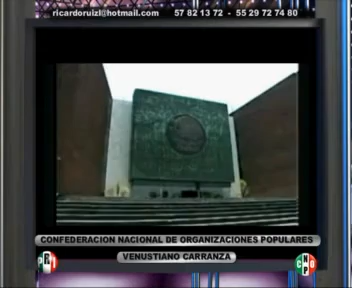 ricardoruizl@hotmail.com 57 82 13 72 - 55 29 72 74 80
CONFEDERACION NACIONAL DE ORGANIZACIONES POPULARES
VENUSTIANO CARRANZA
PRI
CNOP